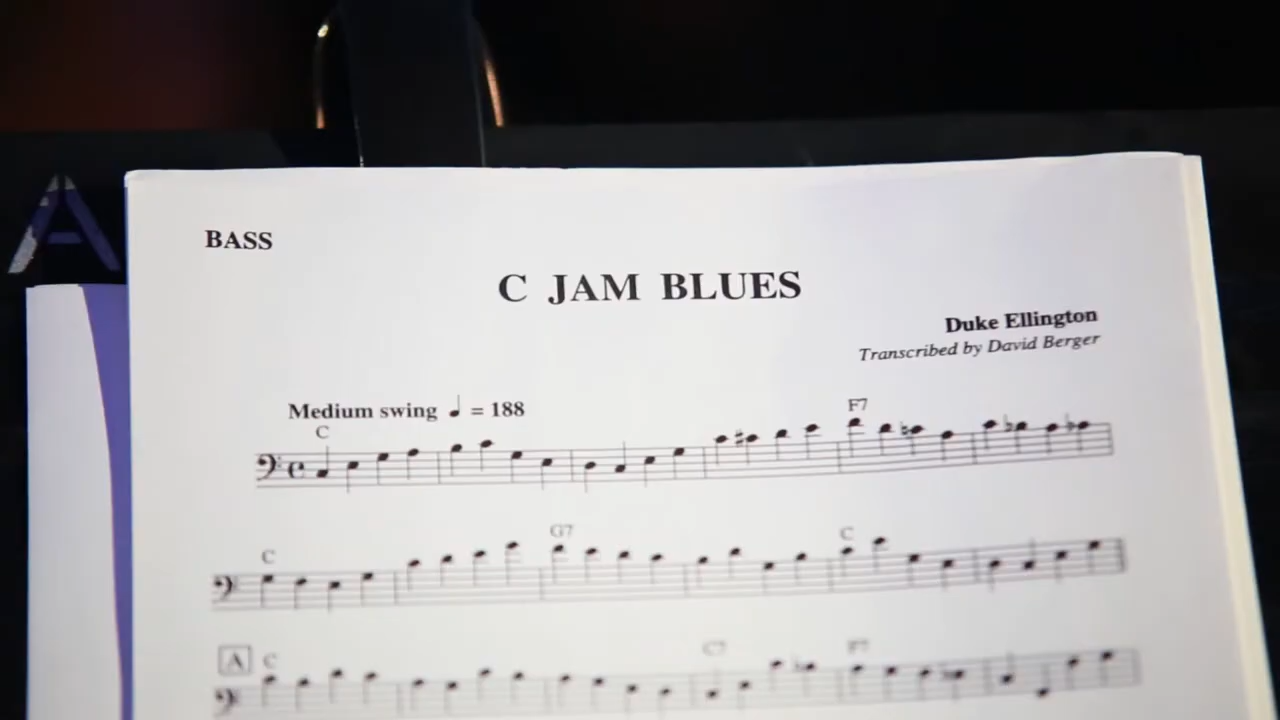 A
BASS
C JAM BLUES
Duke Ellington
Transcribed by David Berger
Medium swing ♩ = 188
C F7
C G7 C
A C C7 F7